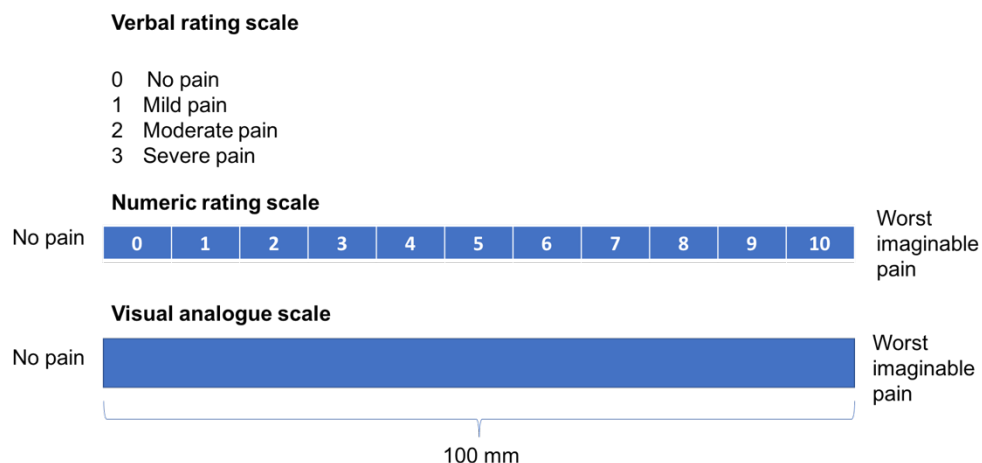 Verbal rating scale
0 No pain
1 Mild pain
2 Moderate pain
3 Severe pain
Numeric rating scale
No pain 0 1 2 3 4 5 6 7 8 9 10 Worst
imaginable
pain
Visual analogue scale
No pain Worst
imaginable
pain
100 mm